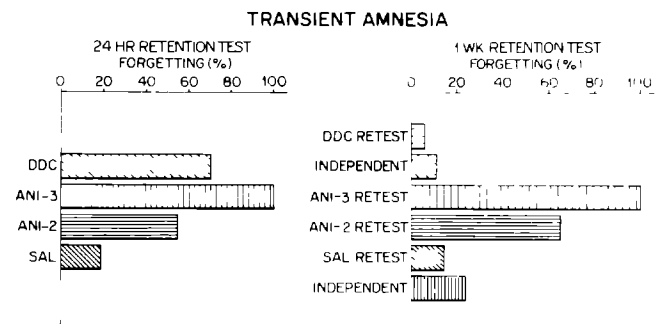 TRANSIENT AMNESIA
24 HR RETENTION TEST
FORGETTING (%)
0 20 40 60 80 100
DDC
ANI-3
ANI-2
SAL
1 WK RETENTION TEST
FORGETTING (%)
0 20 40 60 100
DDC RETEST
INDEPENDENT
ANI-3 RETEST
ANI-2 RETEST
SAL RETEST
INDEPENDENT